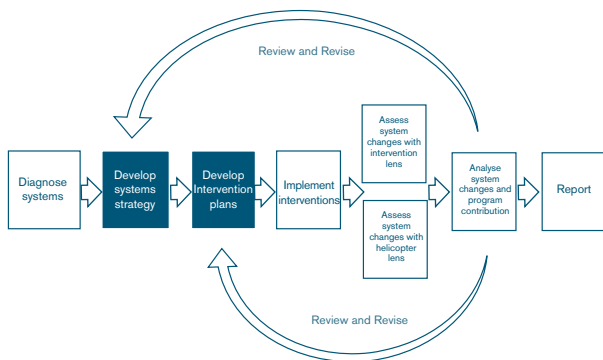 Review and Revise
Diagnose
systems
Develop
systems
strategy
Develop
Intervention
plans
Implement
interventions
Assess
system
changes with
intervention
lens
Assess
system
changes with
helicopter
lens
Analyse
system
changes and
program
contribution
Report
Review and Revise